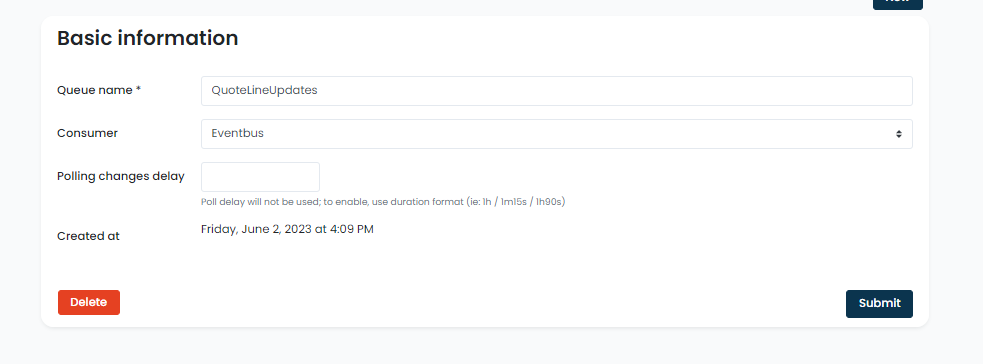 Basic information
Queue name *
QuoteLineUpdates
Consumer
Eventbus
Polling changes delay
Poll delay will not be used; to enable, use duration format (ie: 1h / 1m15s / 1h90s)
Created at
Friday, June 2, 2023 at 4:09 PM
Delete
Submit